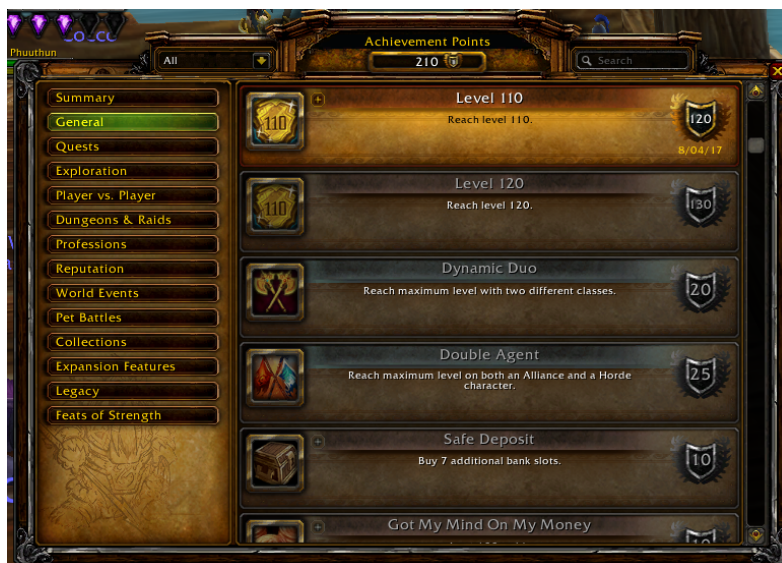 Phuuthun
Achievement Points
All
210
Search
Summary
General
Quests
Exploration
Player vs. Player
Dungeons & Raids
Professions
Reputation
World Events
Pet Battles
Collections
Expansion Features
Legacy
Feats of Strength
110
Level 110
Reach level 110.
120
8/04/17
110
Level 120
Reach level 120.
130
Dynamic Duo
Reach maximum level with two different classes.
20
Double Agent
Reach maximum level on both an Alliance and a Horde
character.
25
Safe Deposit
Buy 7 additional bank slots.
10
Got My Mind On My Money
10